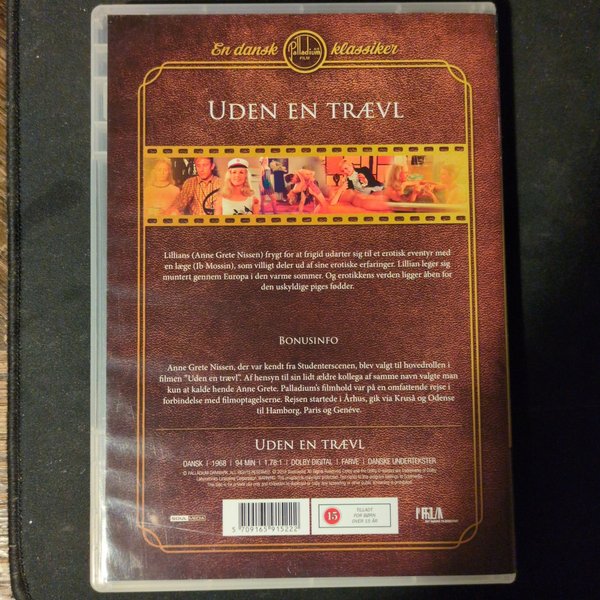 En dansk Palladium FILM klassiker
UDEN EN TRÆVL
Lillians (Anne Grete Nissen) frygt for at frigid udarter sig til et erotisk eventyr med
en læge (Ib Mossin), som villigt deler ud af sine erotiske erfaringer. Lillian leger sig
muntert gennem Europa i den varme sommer. Og erotikkens verden ligger åben for
den uskyldige piges fødder.
BONUSINFO
Anne Grete Nissen, der var kendt fra Studenterscenen, blev valgt til hovedrollen i
filmen "Uden en trævl". Af hensyn til sin lidt ældre kollega af samme navn valgte man
kun at kalde hende Anne Grete. Palladium's filmhold var på en omfattende rejse i
forbindelse med filmoptagelserne. Rejsen startede i Århus, gik via Kruså og Odense
til Hamborg, Paris og Genéve.
UDEN EN TRÆVL
DANSK | 1968 | 94 MIN | 1.78:1 | DOLBY DIGITAL | FARVE | DANSKE UNDERTEKSTER
5 709165 915222
15
TILLADT
FOR BØRN
OVER 15 ÅR